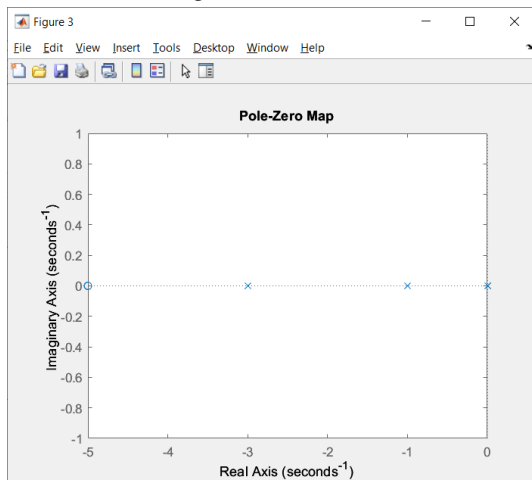 Figure 3
File Edit View Insert Tools Desktop Window Help
Pole-Zero Map
1
0.8
0.6
0.4
0.2
0
-0.2
-0.4
-0.6
-0.8
-1
Imaginary Axis (seconds⁻¹)
-5 -4 -3 -2 -1 0
Real Axis (seconds⁻¹)